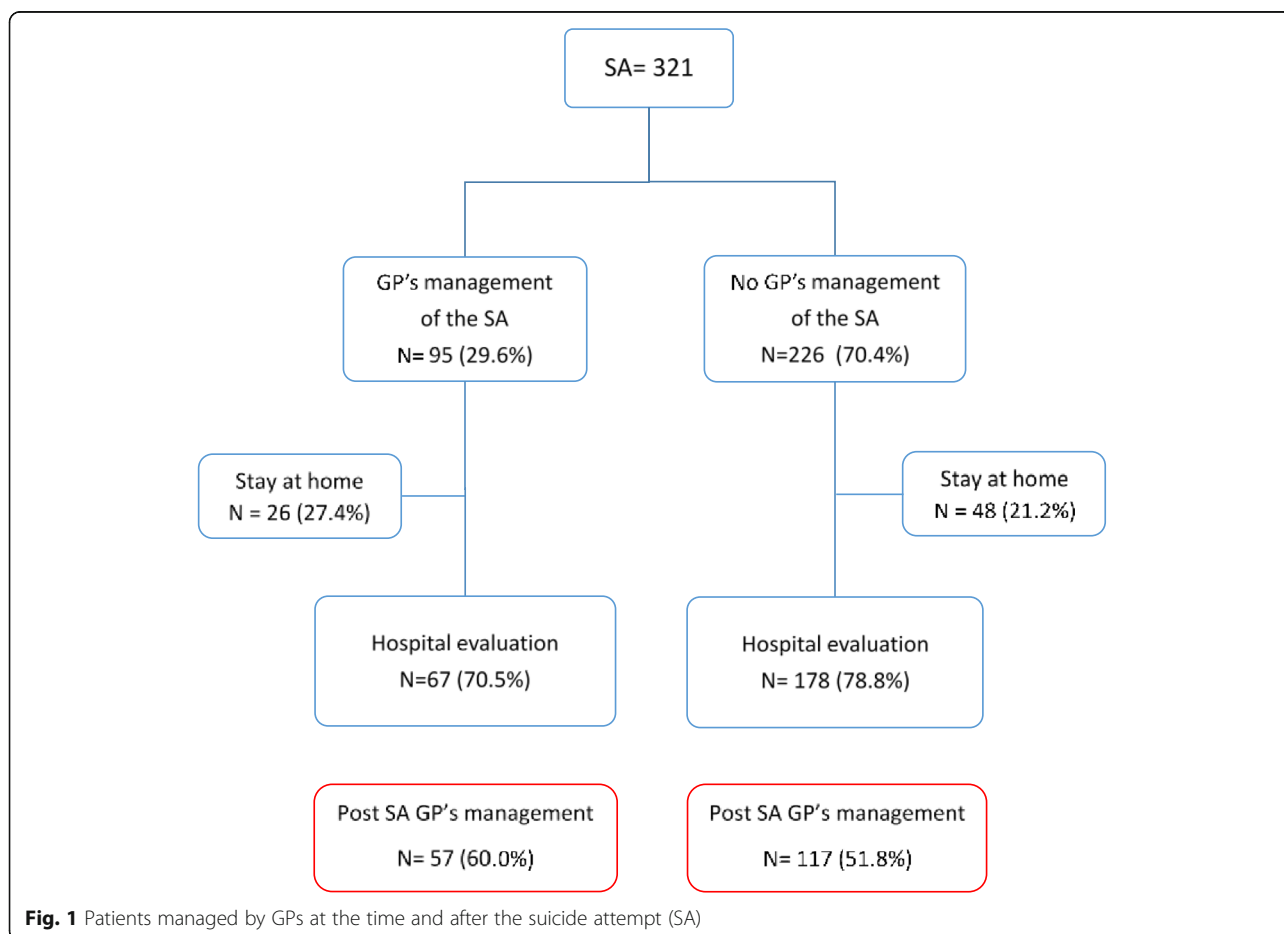 SA= 321
GP's management
of the SA
N= 95 (29.6%)
No GP's management
of the SA
N=226 (70.4%)
Stay at home
N = 26 (27.4%)
Stay at home
N = 48 (21.2%)
Hospital evaluation
N=67 (70.5%)
Hospital evaluation
N= 178 (78.8%)
Post SA GP's management
N= 57 (60.0%)
Post SA GP's management
N= 117 (51.8%)
Fig. 1 Patients managed by GPs at the time and after the suicide attempt (SA)